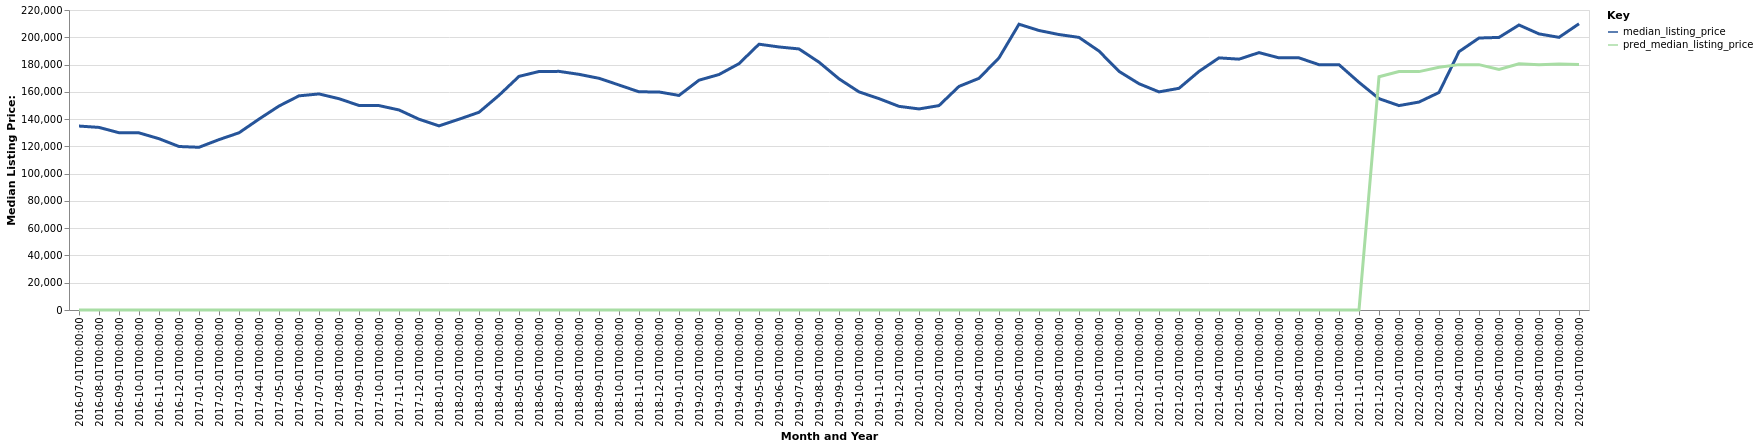 220,000
200,000
180,000
160,000
140,000
120,000
100,000
80,000
60,000
40,000
20,000
0
Median Listing Price:
2016-07-01T00:00:00
2016-08-01T00:00:00
2016-09-01T00:00:00
2016-10-01T00:00:00
2016-11-01T00:00:00
2016-12-01T00:00:00
2017-01-01T00:00:00
2017-02-01T00:00:00
2017-03-01T00:00:00
2017-04-01T00:00:00
2017-05-01T00:00:00
2017-06-01T00:00:00
2017-07-01T00:00:00
2017-08-01T00:00:00
2017-09-01T00:00:00
2017-10-01T00:00:00
2017-11-01T00:00:00
2017-12-01T00:00:00
2018-01-01T00:00:00
2018-02-01T00:00:00
2018-03-01T00:00:00
2018-04-01T00:00:00
2018-05-01T00:00:00
2018-06-01T00:00:00
2018-07-01T00:00:00
2018-08-01T00:00:00
2018-09-01T00:00:00
2018-10-01T00:00:00
2018-11-01T00:00:00
2018-12-01T00:00:00
2019-01-01T00:00:00
2019-02-01T00:00:00
2019-03-01T00:00:00
2019-04-01T00:00:00
2019-05-01T00:00:00
2019-06-01T00:00:00
2019-07-01T00:00:00
2019-08-01T00:00:00
2019-09-01T00:00:00
2019-10-01T00:00:00
2019-11-01T00:00:00
2019-12-01T00:00:00
2020-01-01T00:00:00
2020-02-01T00:00:00
2020-03-01T00:00:00
2020-04-01T00:00:00
2020-05-01T00:00:00
2020-06-01T00:00:00
2020-07-01T00:00:00
2020-08-01T00:00:00
2020-09-01T00:00:00
2020-10-01T00:00:00
2020-11-01T00:00:00
2020-12-01T00:00:00
2021-01-01T00:00:00
2021-02-01T00:00:00
2021-03-01T00:00:00
2021-04-01T00:00:00
2021-05-01T00:00:00
2021-06-01T00:00:00
2021-07-01T00:00:00
2021-08-01T00:00:00
2021-09-01T00:00:00
2021-10-01T00:00:00
2021-11-01T00:00:00
2021-12-01T00:00:00
2022-01-01T00:00:00
2022-02-01T00:00:00
2022-03-01T00:00:00
2022-04-01T00:00:00
2022-05-01T00:00:00
2022-06-01T00:00:00
2022-07-01T00:00:00
2022-08-01T00:00:00
2022-09-01T00:00:00
2022-10-01T00:00:00
Month and Year
Key
median_listing_price
pred_median_listing_price